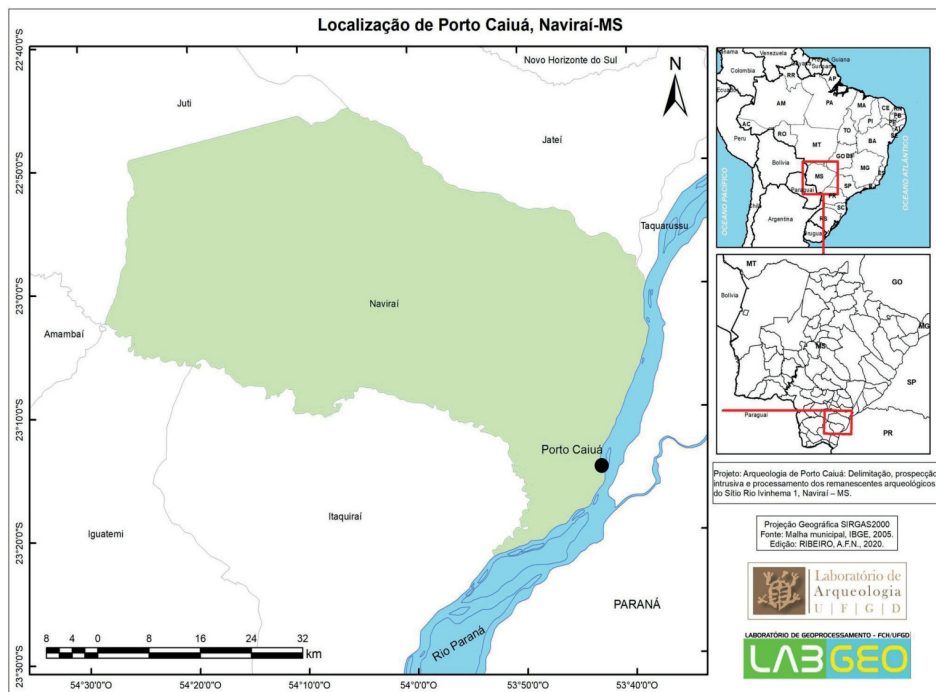 Localização de Porto Caiuá, Naviraí-MS
22°40'0"S
22°50'0"S
23°0'0"S
23°10'0"S
23°20'0"S
23°30'0"S
Novo Horizonte do Sul
N
Juti
Jateí
Taquarussu
Naviraí
Amambaí
Porto Caiuá
Itaquiraí
Iguatemi
PARANÁ
Rio Paraná
8 4 0 8 16 24 32
km
54°30'0"O
54°20'0"O
54°10'0"O
54°0'0"O
53°50'0"O
53°40'0"O
Venezuela
Guiana
Colombia
RR
AP
AM
PA
MA
CE
RN
PB
PI
AC
RO
TO
Peru
MT
BA
Bolivia
GO
DF
MG
MS
ES
Paraguai
SP
PR
SC
Chile
Argentina
RS
Uruguai
OCEANO PACÍFICO
OCEANO ATLÂNTICO
MT
GO
Bolivia
MG
MS
SP
Paraguai
PR
Projeto: Arqueologia de Porto Caiuá: Delimitação, prospecção
intrusiva e processamento dos remanescentes arqueológicos
do Sítio Rio Ivinhema 1, Naviraí – MS.
Projeção Geográfica SIRGAS2000
Fonte: Malha municipal, IBGE, 2005.
Edição: RIBEIRO, A.F.N., 2020.
Laboratório de
Arqueologia
U | F | G | D
LABORATÓRIO DE GEOPROCESSAMENTO - FCH/UFGD
LABGEO